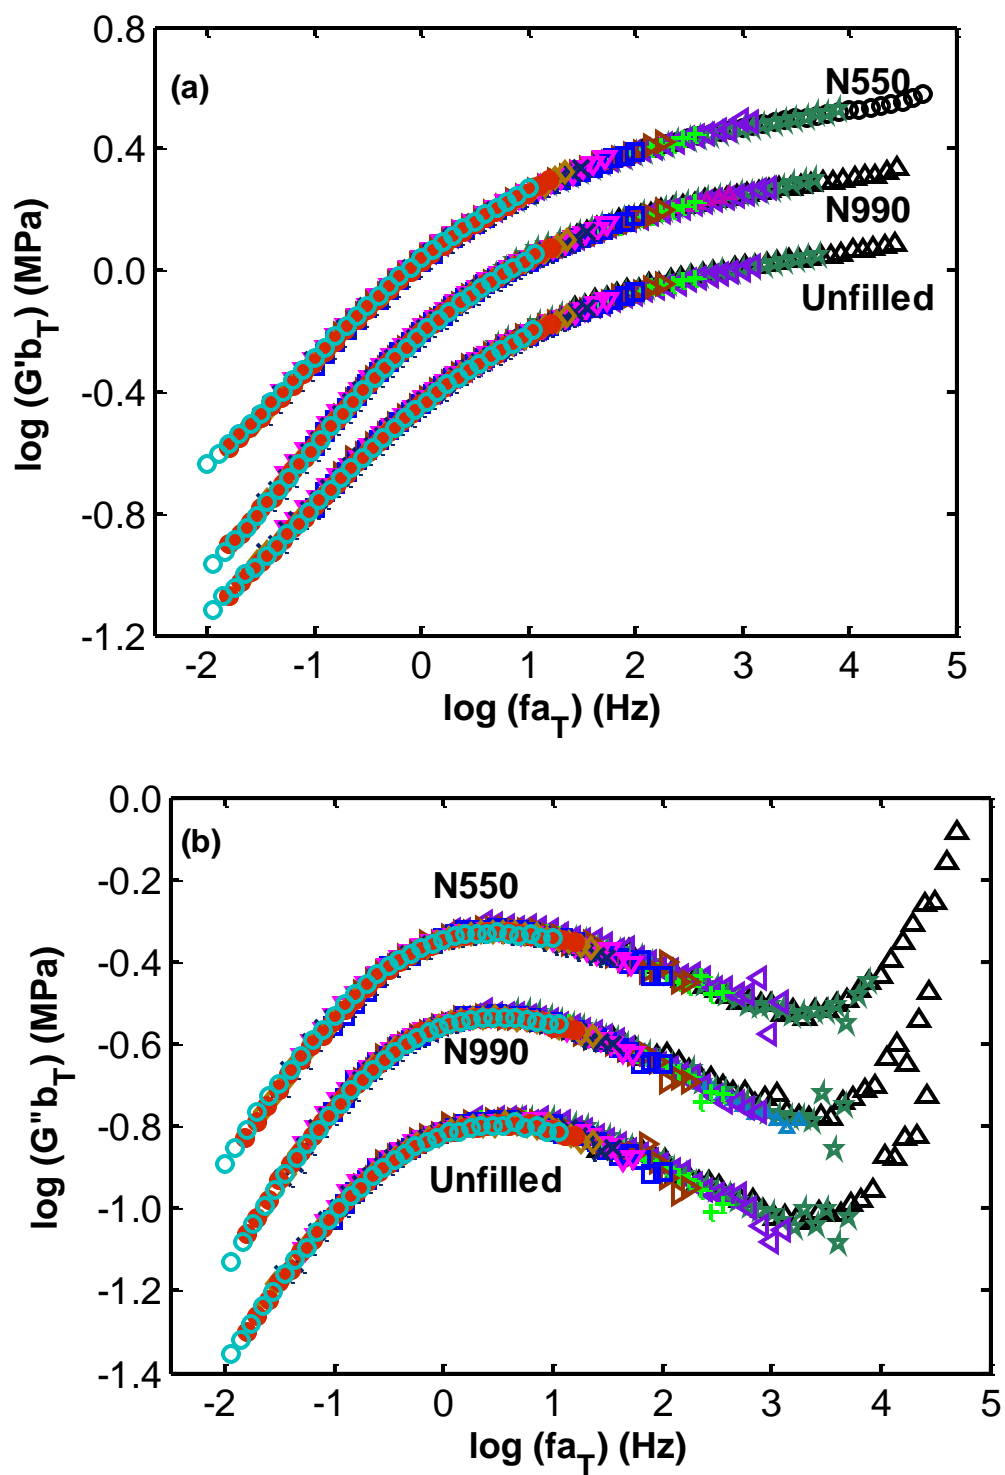 0.8
(a)
N550
0.4
N990
0.0
Unfilled
-0.4
-0.8
-1.2
log (G'b_T) (MPa)
-2 -1 0 1 2 3 4 5
log (fa_T) (Hz)
0.0
(b)
-0.2
N550
-0.4
-0.6
N990
-0.8
Unfilled
-1.0
-1.2
-1.4
log (G''b_T) (MPa)
-2 -1 0 1 2 3 4 5
log (fa_T) (Hz)